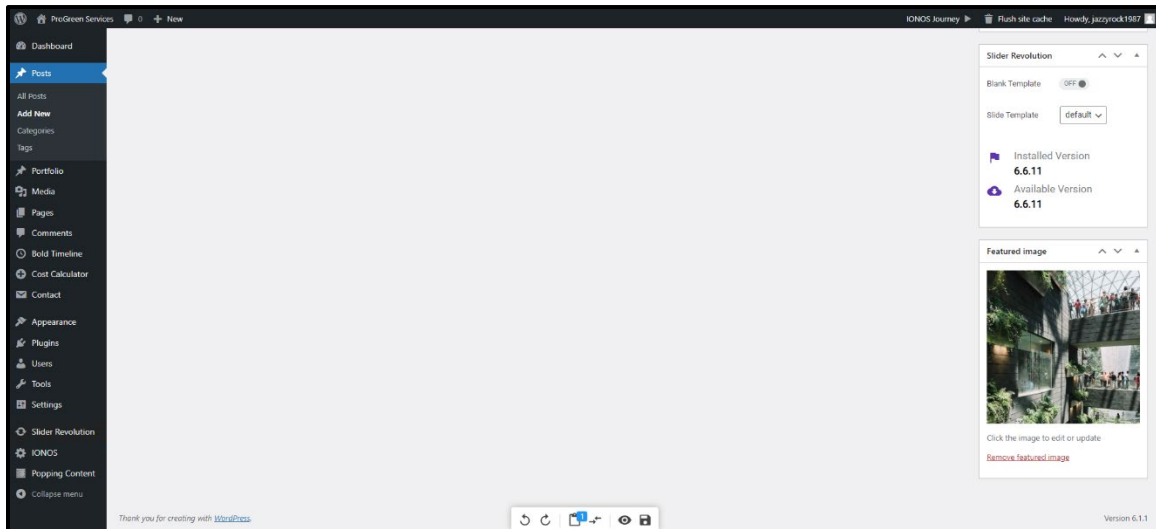 ProGreen Services 0 + New IONOS Journey Flush site cache Howdy, jazzyrock1987
Dashboard
Posts
All Posts
Add New
Categories
Tags
Portfolio
Media
Pages
Comments
Bold Timeline
Cost Calculator
Contact
Appearance
Plugins
Users
Tools
Settings
Slider Revolution
IONOS
Popping Content
Collapse menu
Slider Revolution
Blank Template OFF
Slide Template default
Installed Version
6.6.11
Available Version
6.6.11
Featured image
Click the image to edit or update
Remove featured image
Thank you for creating with WordPress.
1
Version 6.1.1